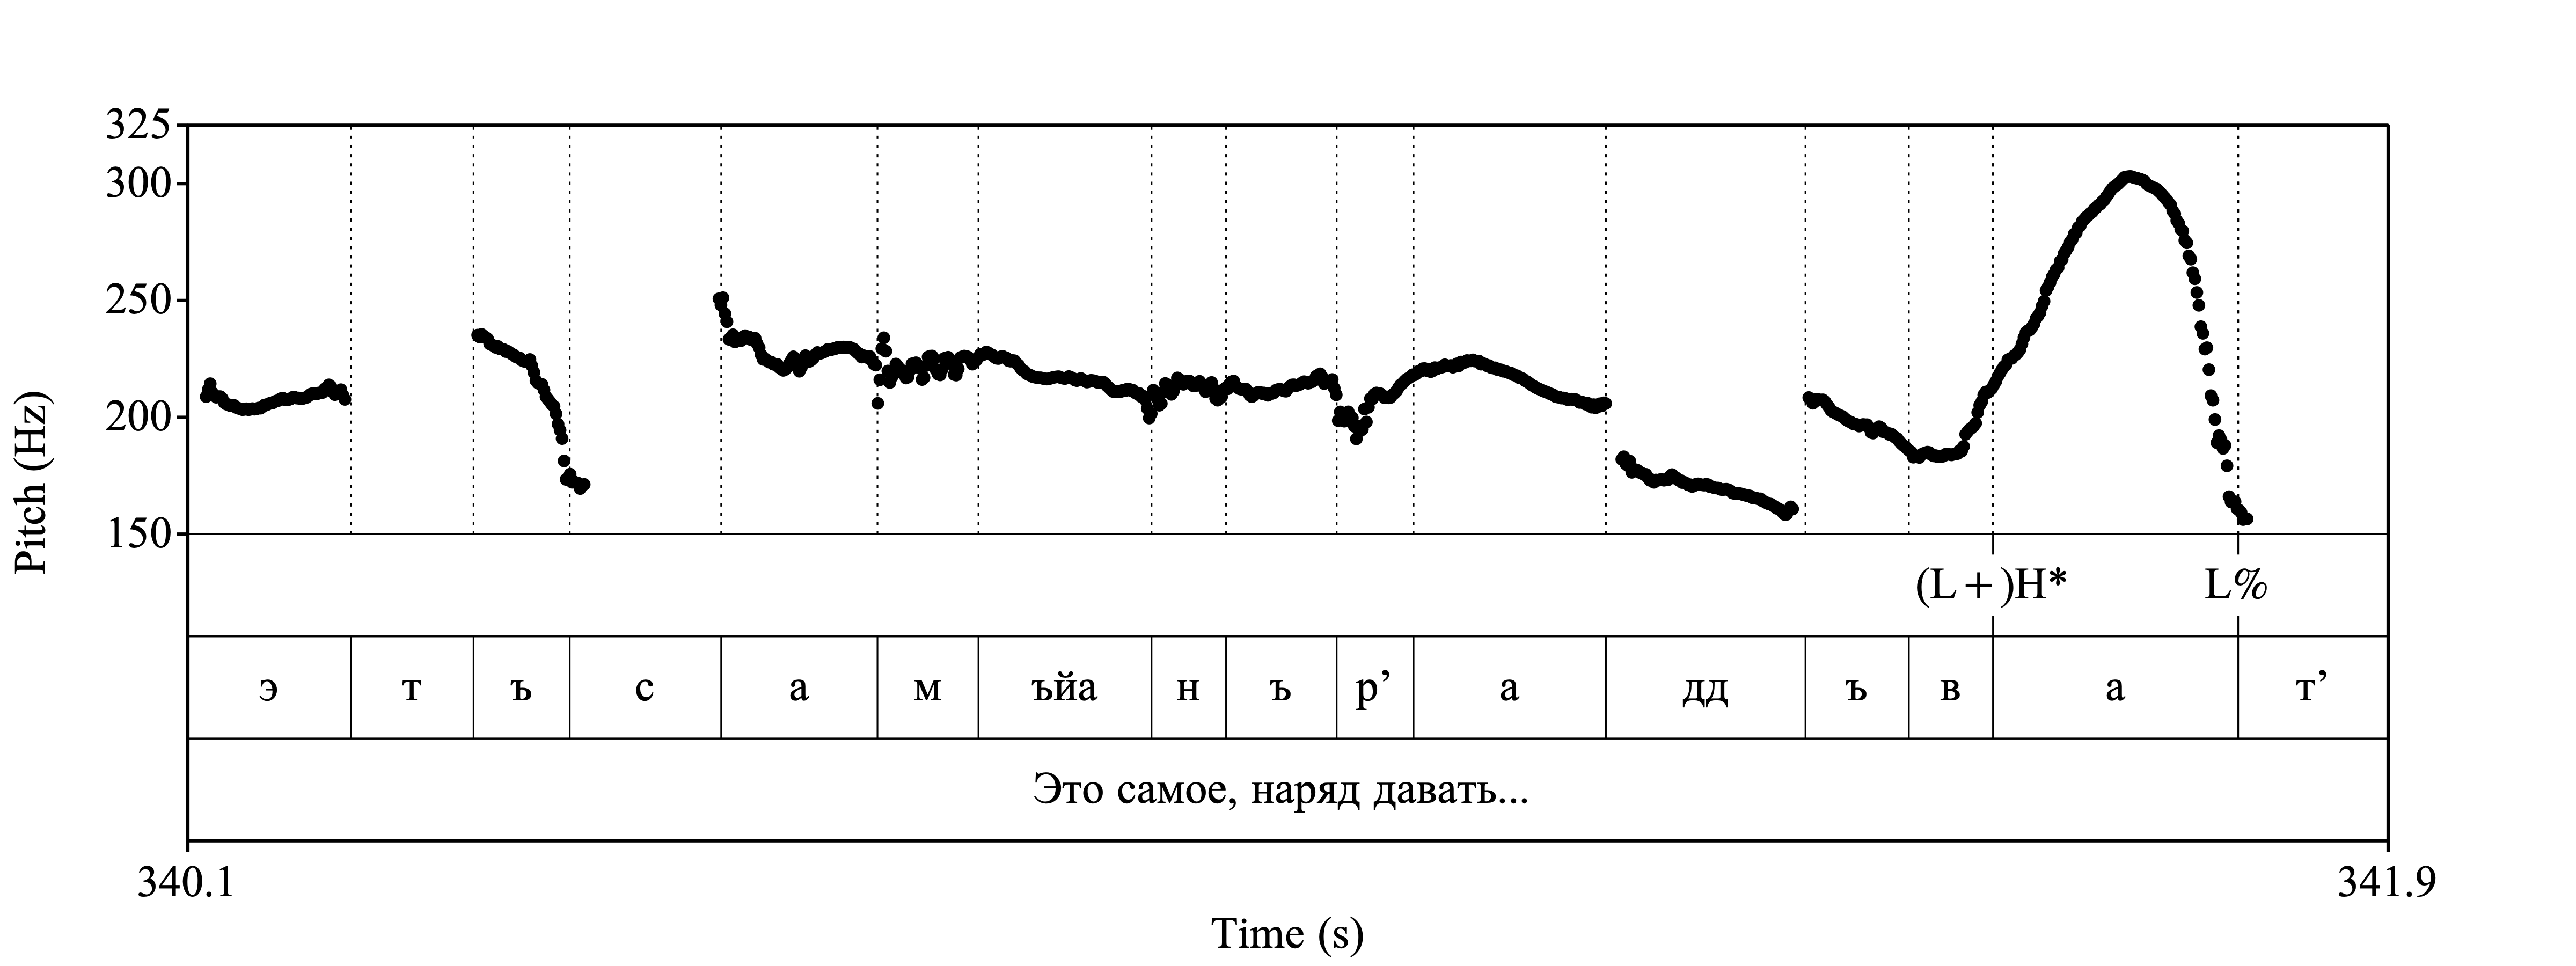 325
300
250
200
150
Pitch (Hz)
(L+)H* L%
э т ъ с а м ъйа н ъ р’ а дд ъ в а т’
Это самое, наряд давать...
340.1 341.9
Time (s)